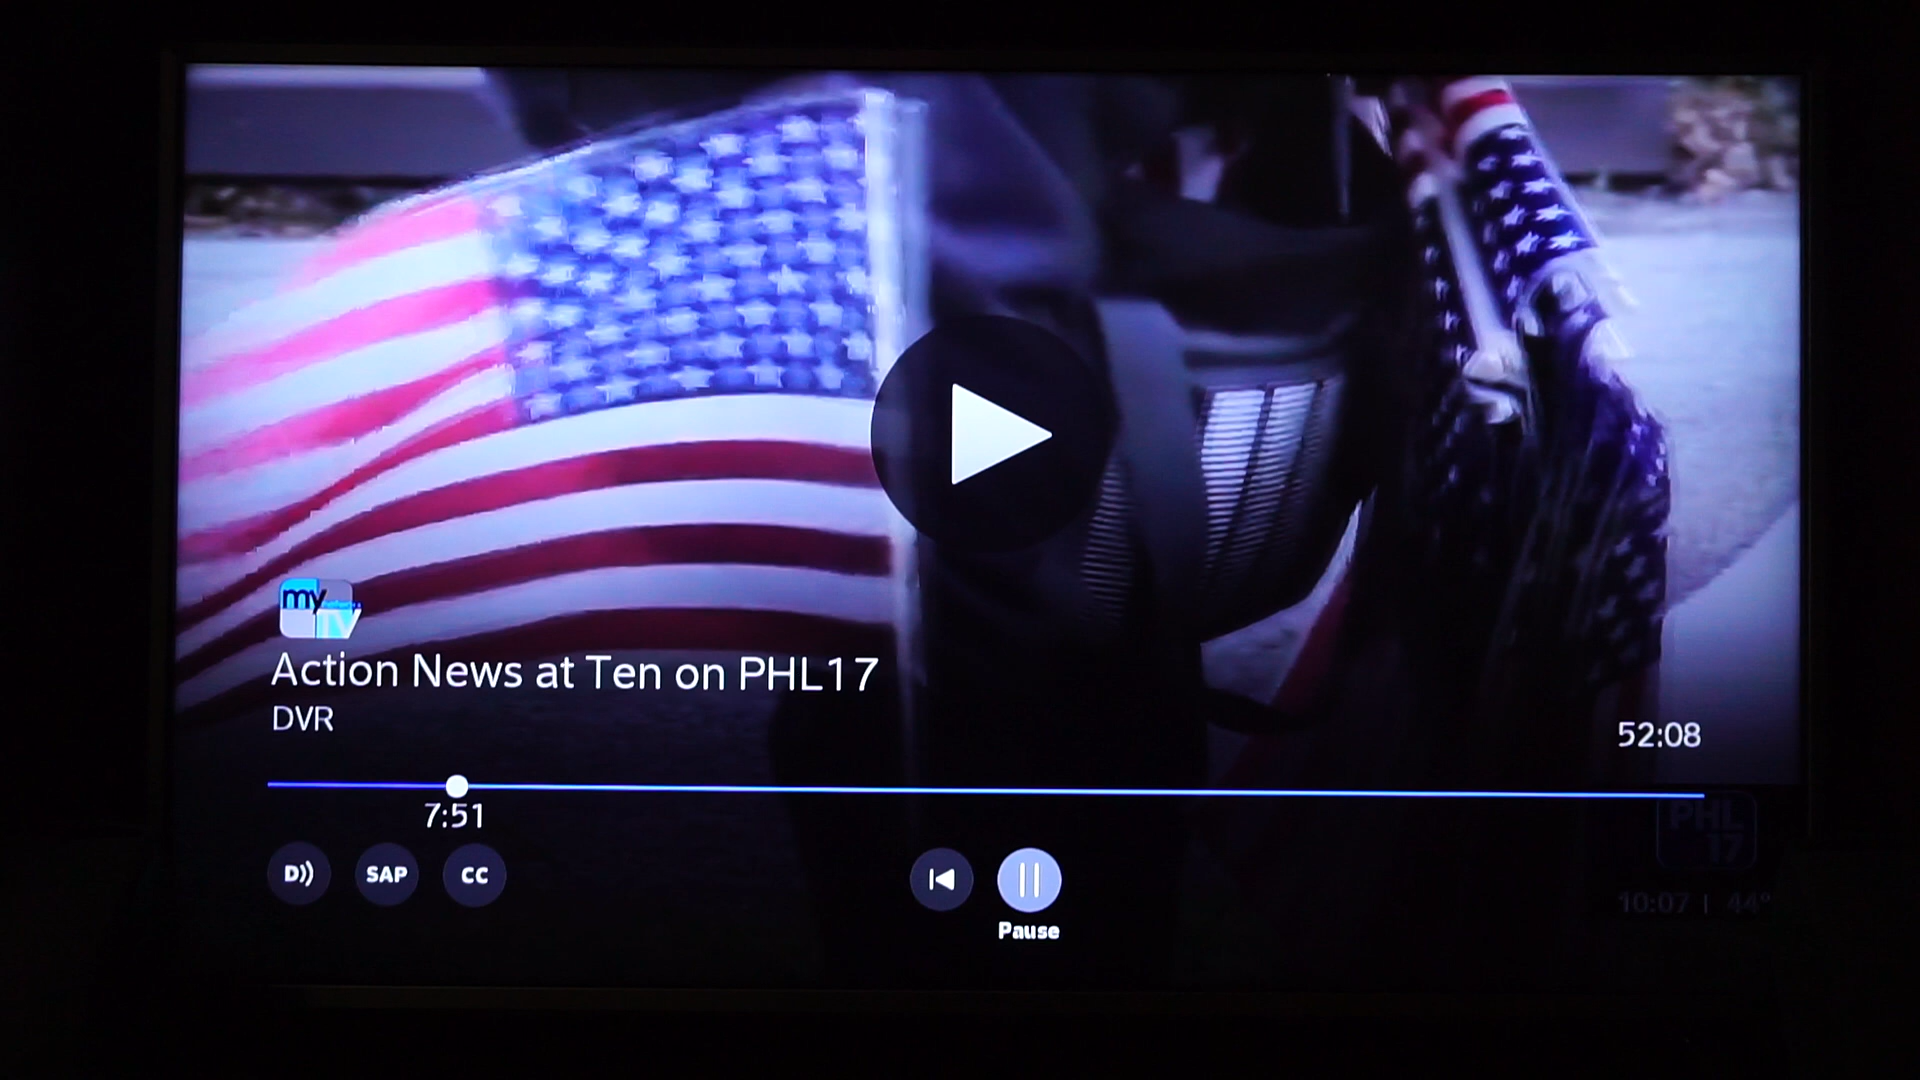 my
TV
Action News at Ten on PHL17
DVR
52:08
7:51
D))
SAP
CC
Pause
PHL
17
10:07 | 44°